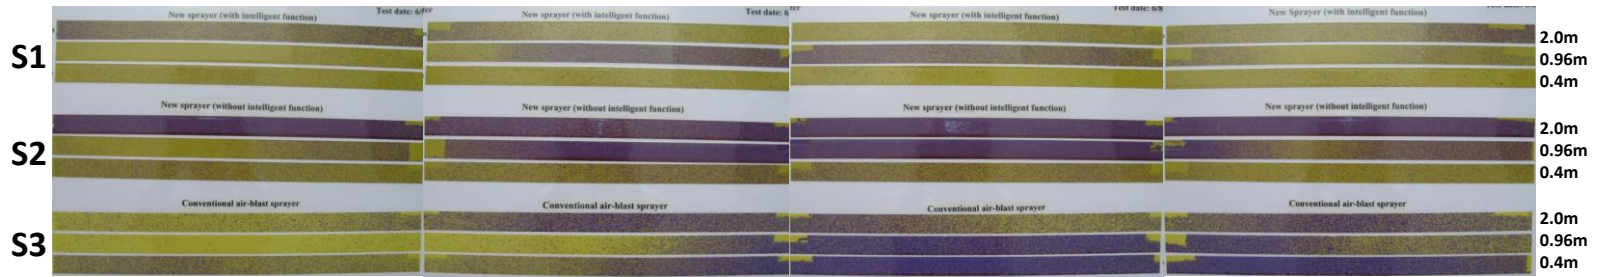 New sprayer (with intelligent function) Test date: 6/ New sprayer (with intelligent function) Test date: 6 New sprayer (with intelligent function) Test date: 6/8 New Sprayer (with intelligent function)
S1
2.0m
0.96m
0.4m
New sprayer (without intelligent function) New sprayer (without intelligent function) New sprayer (without intelligent function) New sprayer (without intelligent function)
S2
2.0m
0.96m
0.4m
Conventional air-blast sprayer Conventional air-blast sprayer Conventional air-blast sprayer Conventional air-blast sprayer
S3
2.0m
0.96m
0.4m